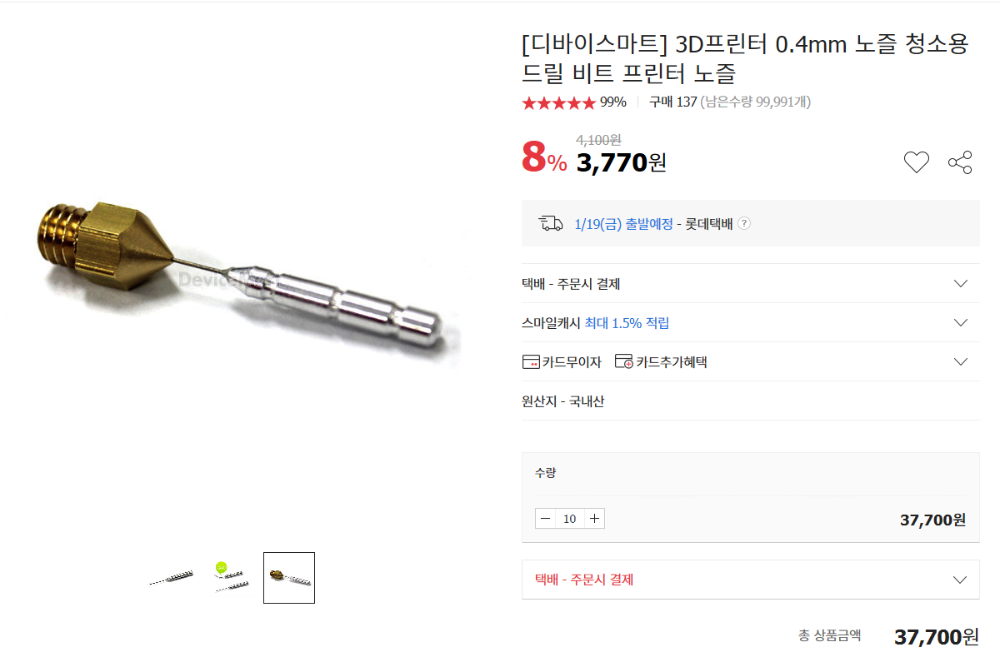 [디바이스마트] 3D프린터 0.4mm 노즐 청소용
드릴 비트 프린터 노즐
99% 구매 137 (남은수량 99,991개)
4,100원
8% 3,770원
1/19(금) 출발예정 - 롯데택배 ?
택배 - 주문시 결제
스마일캐시 최대 1.5% 적립
카드무이자 카드추가혜택
원산지 - 국내산
수량
10 37,700원
택배 - 주문시 결제
총 상품금액 37,700원